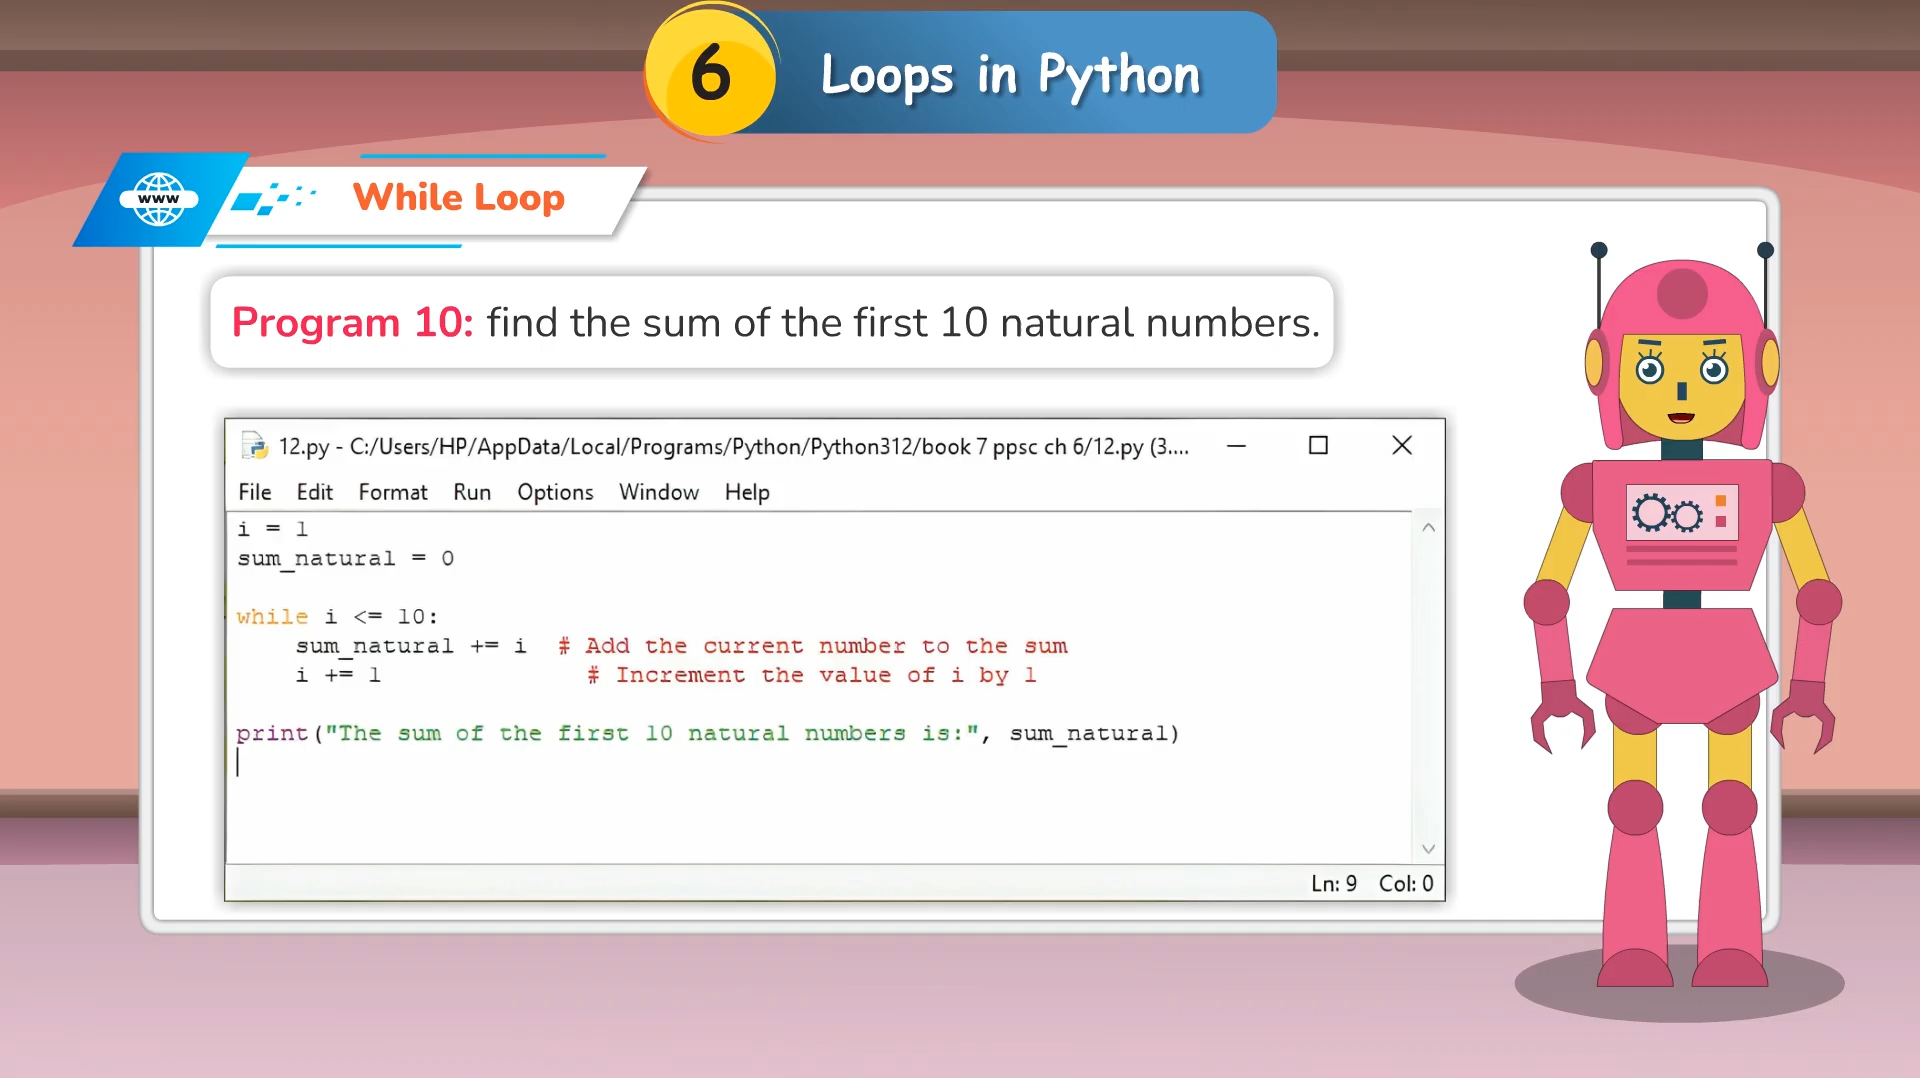 6 Loops in Python
www While Loop
Program 10: find the sum of the first 10 natural numbers.
12.py - C:/Users/HP/AppData/Local/Programs/Python/Python312/book 7 ppsc ch 6/12.py (3....
File Edit Format Run Options Window Help
i = 1
sum_natural = 0
while i <= 10:
    sum_natural += i  # Add the current number to the sum
    i += 1              # Increment the value of i by 1
print("The sum of the first 10 natural numbers is:", sum_natural)
Ln: 9 Col: 0